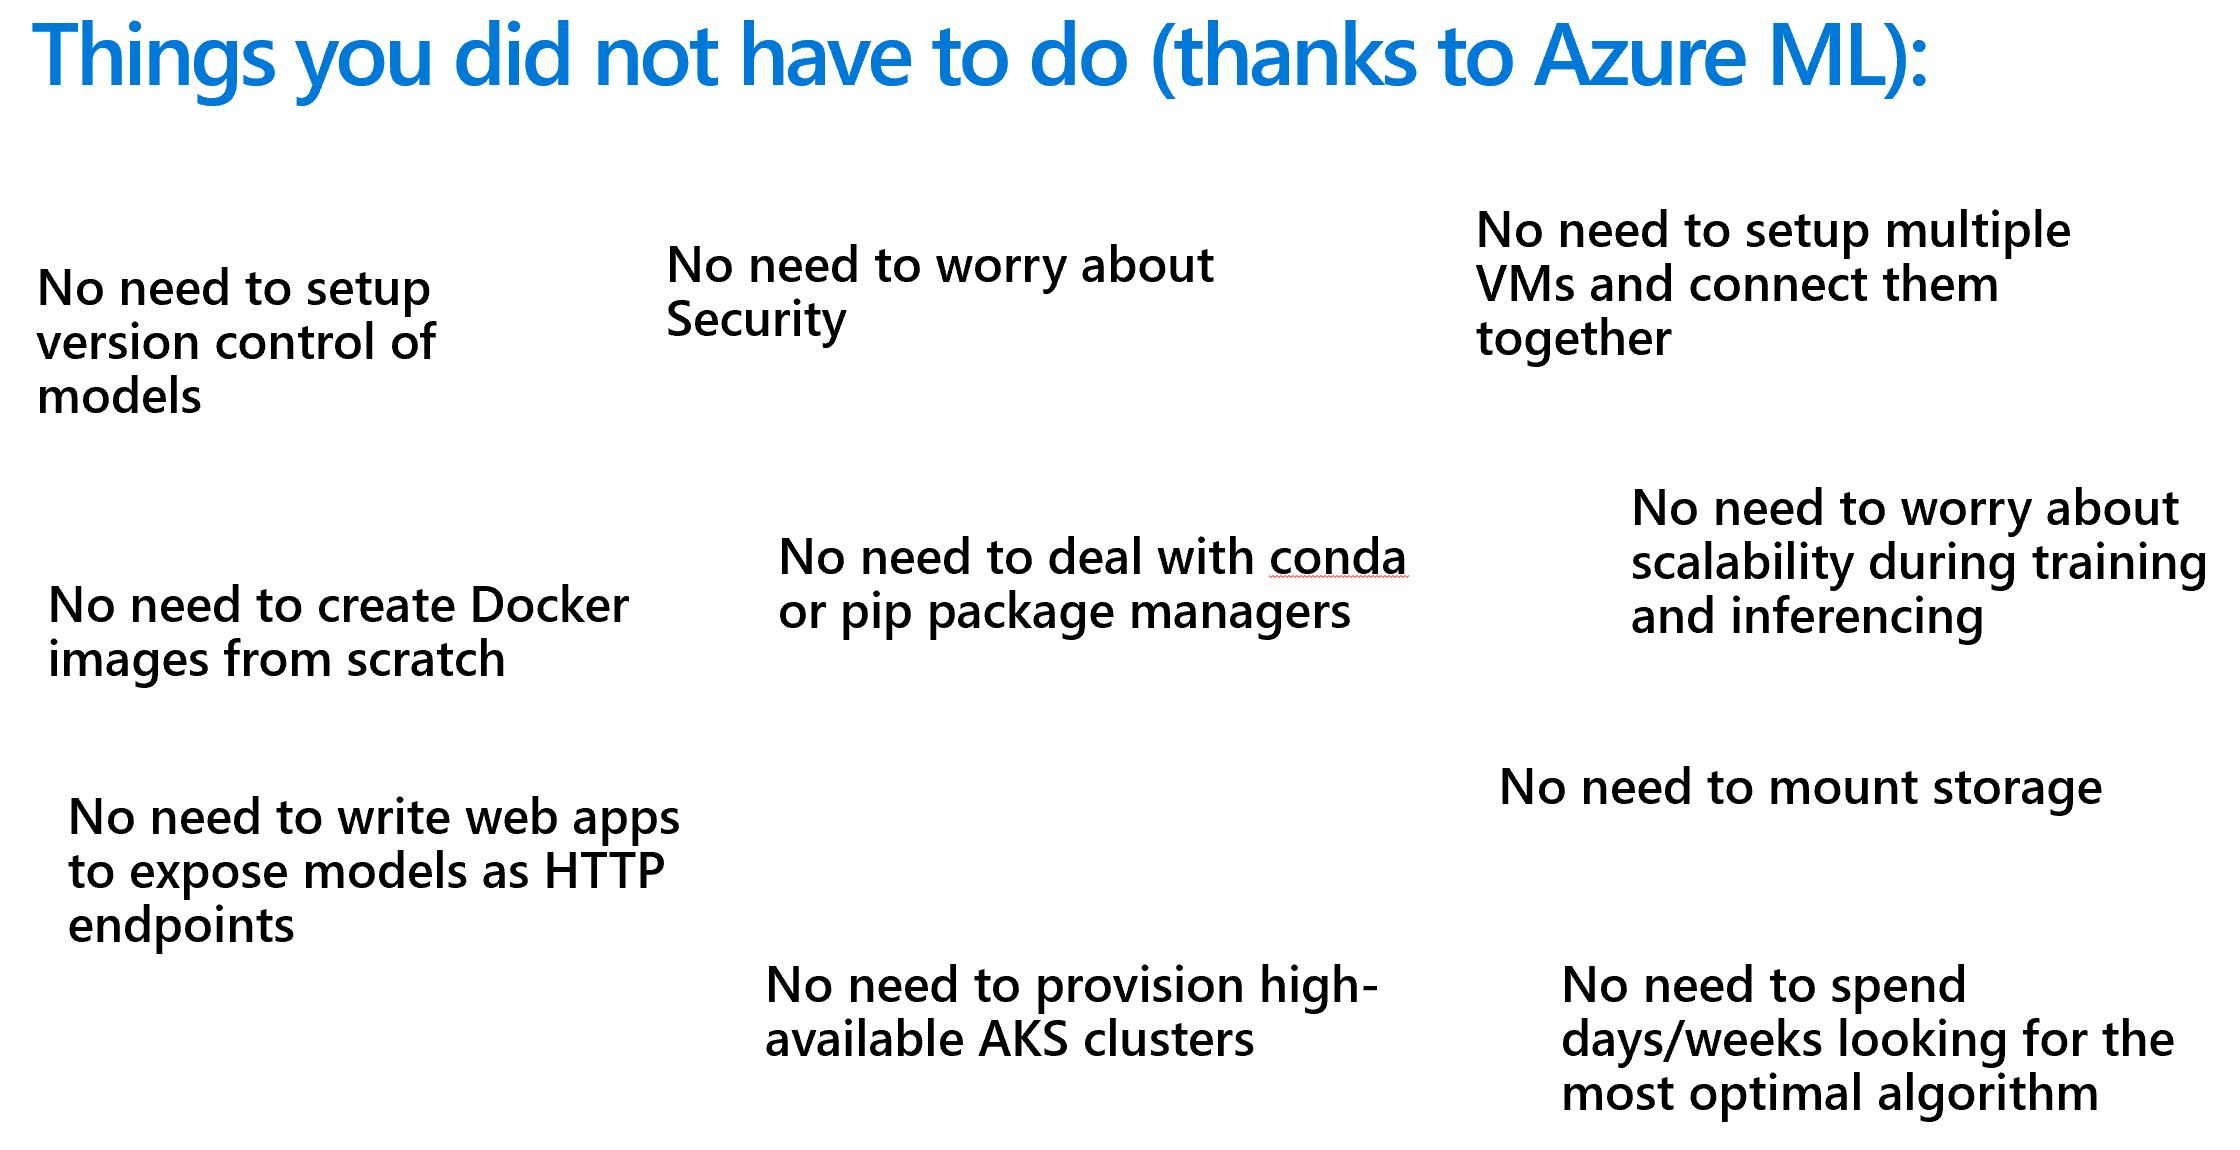 Things you did not have to do (thanks to Azure ML):
No need to setup
version control of
models
No need to worry about
Security
No need to setup multiple
VMs and connect them
together
No need to create Docker
images from scratch
No need to deal with conda
or pip package managers
No need to worry about
scalability during training
and inferencing
No need to write web apps
to expose models as HTTP
endpoints
No need to mount storage
No need to provision high-
available AKS clusters
No need to spend
days/weeks looking for the
most optimal algorithm